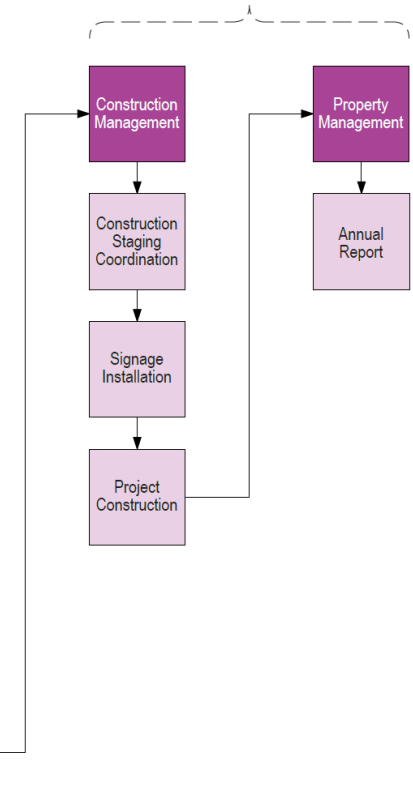 Construction
Management
Construction
Staging
Coordination
Signage
Installation
Project
Construction
Property
Management
Annual
Report